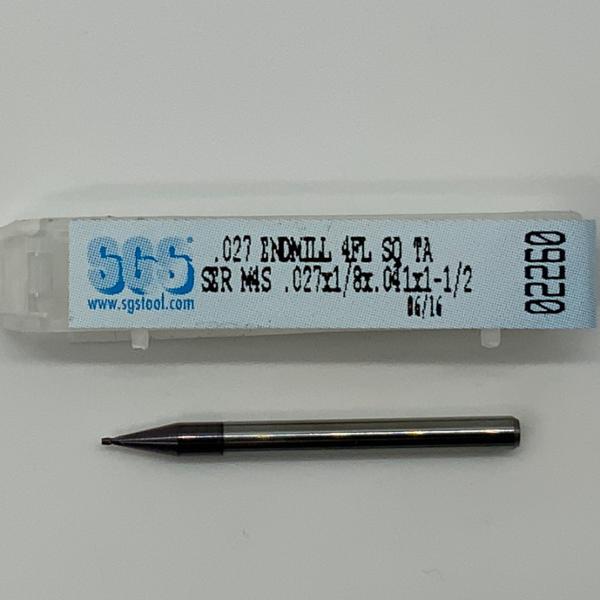 SGS
www.sgstool.com
.027 ENDMILL 4FL SQ TA
SER M4S .027x1/8x.041x1-1/2
06/16
02260